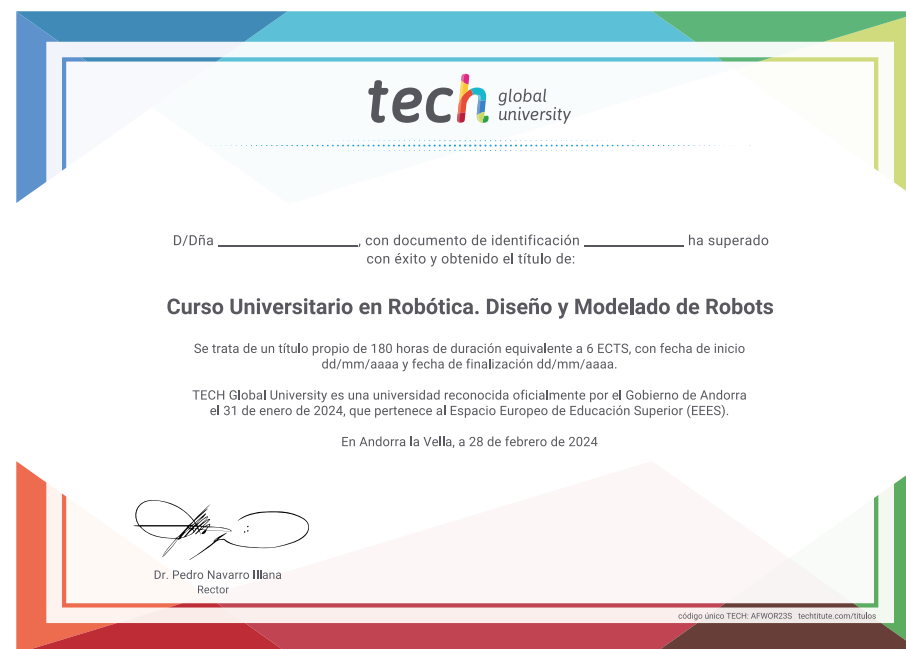 tech global university
D/Dña ____________________, con documento de identificación ______________ ha superado
con éxito y obtenido el título de:
Curso Universitario en Robótica. Diseño y Modelado de Robots
Se trata de un título propio de 180 horas de duración equivalente a 6 ECTS, con fecha de inicio
dd/mm/aaaa y fecha de finalización dd/mm/aaaa.
TECH Global University es una universidad reconocida oficialmente por el Gobierno de Andorra
el 31 de enero de 2024, que pertenece al Espacio Europeo de Educación Superior (EEES).
En Andorra la Vella, a 28 de febrero de 2024
Dr. Pedro Navarro Illana
Rector
código único TECH: AFWOR23S techtitute.com/titulos